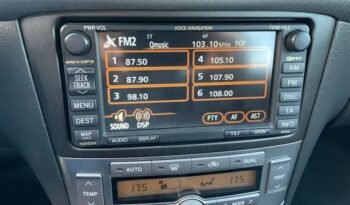 PWR·VOL
VOICE NAVIGATION
TUNE·FILE
FM2
ST
AF
Qmusic
103.10 MHz POP
1 87.50
4 105.10
2 87.90
5 107.90
3 98.10
6 108.00
SEEK
TRACK
MENU
DEST
MAP
VOICE
TOYOTA
AM
FM
DISC
TA
INFO
SOUND
DSP
PTY
AF
AST
AUDIO
DISPLAY
TILT
OPEN
AUTO
DUAL
TEMP
17.5
17.5
TEMP